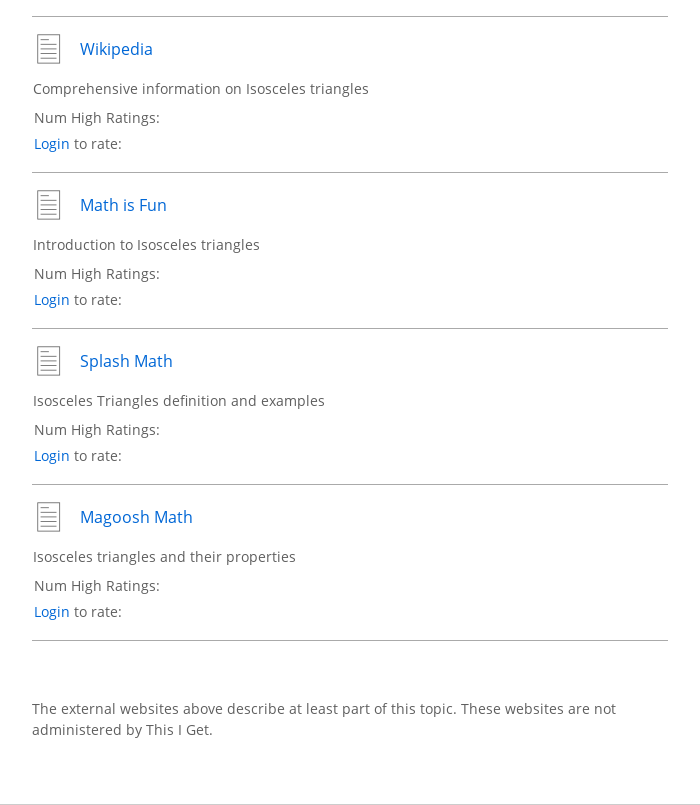 Wikipedia
Comprehensive information on Isosceles triangles
Num High Ratings:
Login to rate:
Math is Fun
Introduction to Isosceles triangles
Num High Ratings:
Login to rate:
Splash Math
Isosceles Triangles definition and examples
Num High Ratings:
Login to rate:
Magoosh Math
Isosceles triangles and their properties
Num High Ratings:
Login to rate:
The external websites above describe at least part of this topic. These websites are not
administered by This I Get.